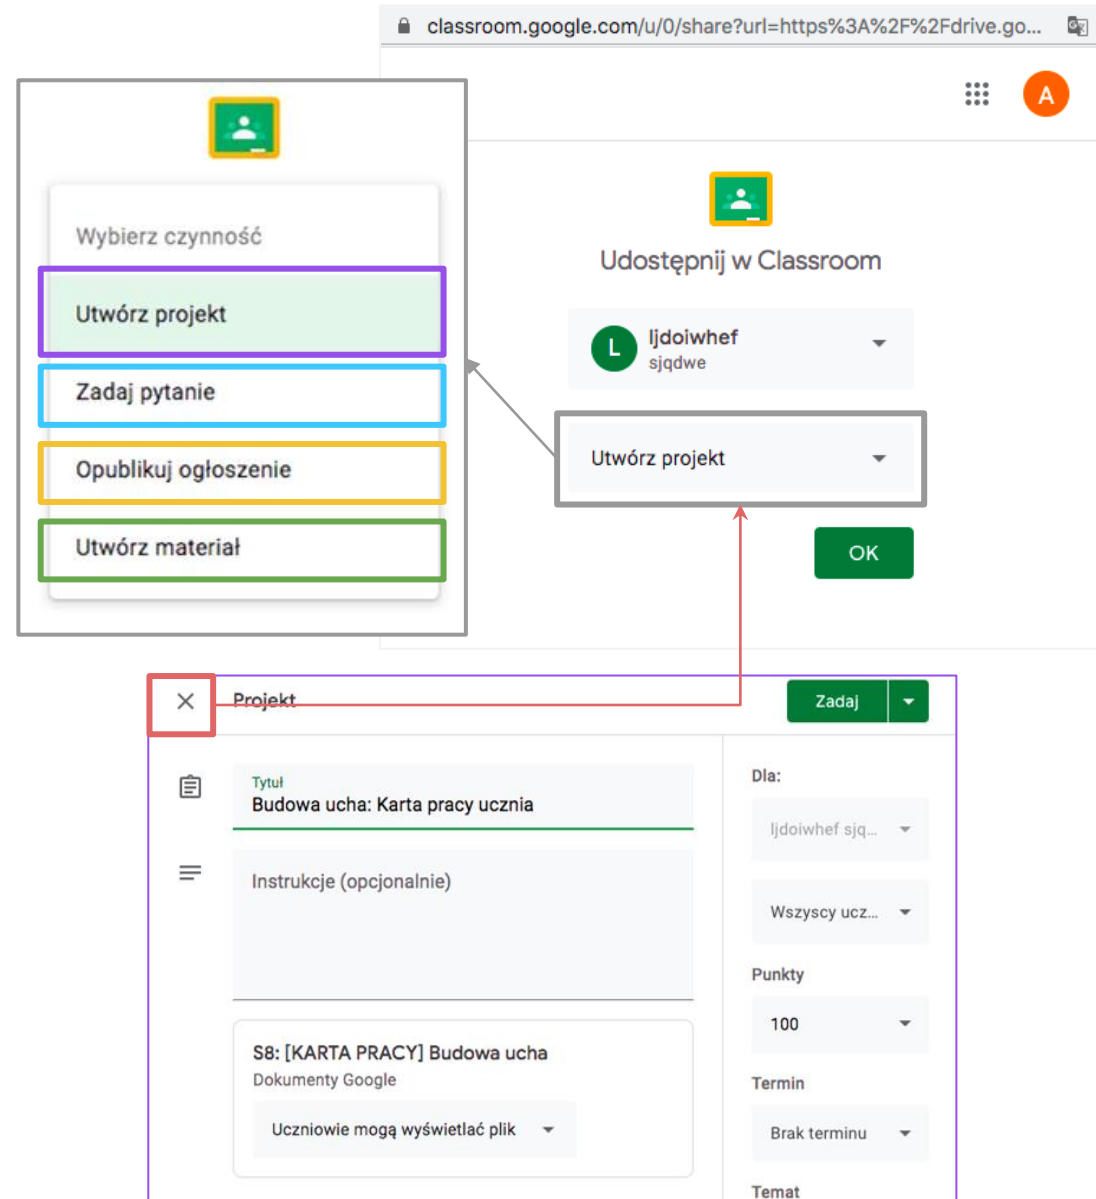 classroom.google.com/u/0/share?url=https%3A%2F%2Fdrive.go...
A
Wybierz czynność
Utwórz projekt
Zadaj pytanie
Opublikuj ogłoszenie
Utwórz materiał
Udostępnij w Classroom
L
ljdoiwhef
sjqdwe
Utwórz projekt
OK
Projekt
Zadaj
Tytuł
Budowa ucha: Karta pracy ucznia
Instrukcje (opcjonalnie)
S8: [KARTA PRACY] Budowa ucha
Dokumenty Google
Uczniowie mogą wyświetlać plik
Dla:
ljdoiwhef sjq...
Wszyscy ucz...
Punkty
100
Termin
Brak terminu
Temat